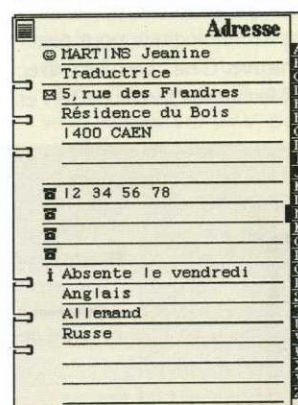 Adresse
MARTINS Jeanine
Traductrice
5, rue des Flandres
Résidence du Bois
1400 CAEN
12 34 56 78
Absente le vendredi
Anglais
Allemand
Russe